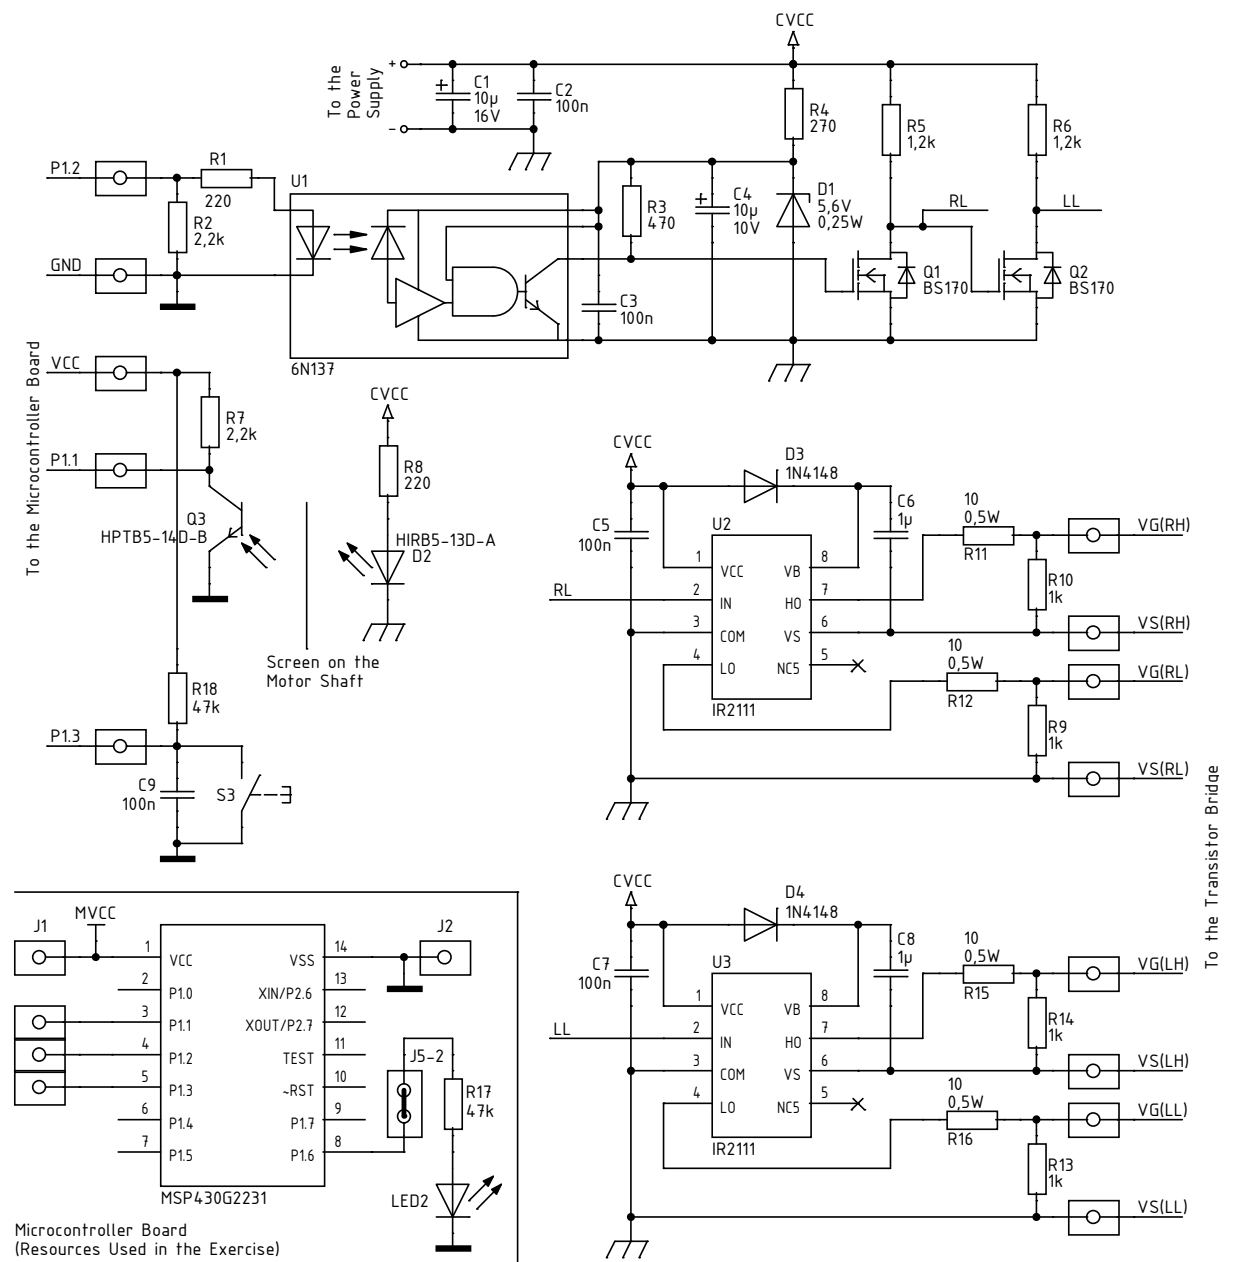 CVCC
To the
Power
Supply
+
-
+
C1
10µ
16V
C2
100n
R4
270
R5
1,2k
R6
1,2k
P1.2
R1
220
R2
2,2k
GND
U1
6N137
R3
470
C3
100n
+
C4
10µ
10V
D1
5,6V
0,25W
RL
LL
Q1
BS170
Q2
BS170
To the Microcontroller Board
VCC
R7
2,2k
P1.1
Q3
HPTB5-14D-B
CVCC
R8
220
HIRB5-13D-A
D2
Screen on the
Motor Shaft
R18
47k
P1.3
C9
100n
S3
CVCC
D3
1N4148
C5
100n
U2
C6
1µ
1 VCC VB 8
RL
2 IN HO 7
3 COM VS 6
4 LO NC5 5
IR2111
10
0,5W
R11
VG(RH)
R10
1k
VS(RH)
10
0,5W
R12
VG(RL)
R9
1k
VS(RL)
To the Transistor Bridge
CVCC
D4
1N4148
C7
100n
U3
C8
1µ
1 VCC VB 8
LL
2 IN HO 7
3 COM VS 6
4 LO NC5 5
IR2111
10
0,5W
R15
VG(LH)
R14
1k
VS(LH)
10
0,5W
R16
VG(LL)
R13
1k
VS(LL)
J1
MVCC
J2
1 VCC VSS 14
2 P1.0 XIN/P2.6 13
3 P1.1 XOUT/P2.7 12
4 P1.2 TEST 11
5 P1.3 ~RST 10
6 P1.4 P1.7 9
7 P1.5 P1.6 8
MSP430G2231
J5-2
R17
47k
LED2
Microcontroller Board
(Resources Used in the Exercise)